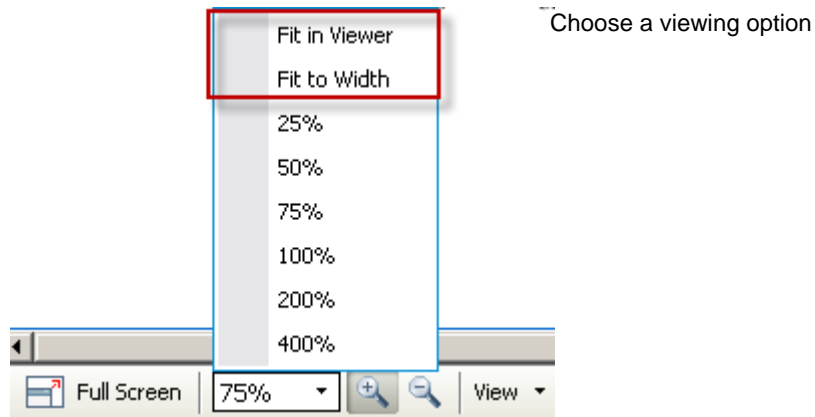 Choose a viewing option
Fit in Viewer
Fit to Width
25%
50%
75%
100%
200%
400%
Full Screen 75% View